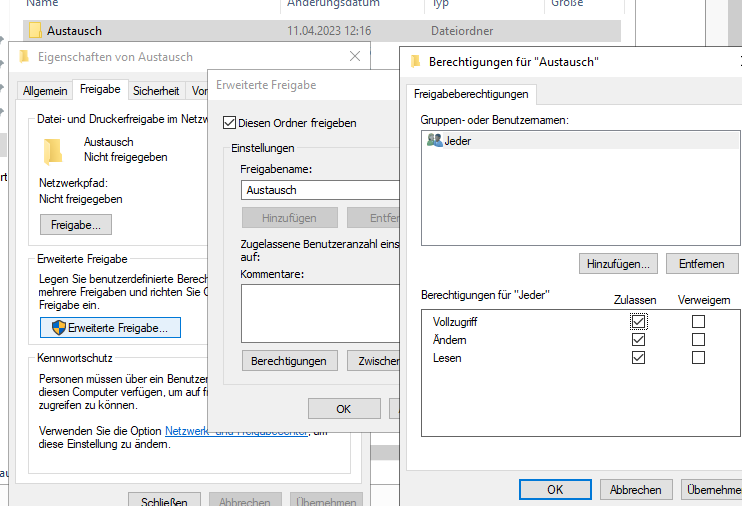 Name Änderungsdatum Typ Größe
Austausch 11.04.2023 12:16 Dateiordner
Eigenschaften von Austausch
Allgemein Freigabe Sicherheit Vor
Datei- und Druckerfreigabe im Netzw
Austausch
Nicht freigegeben
Netzwerkpfad:
Nicht freigegeben
Freigabe...
Erweiterte Freigabe
Legen Sie benutzerdefinierte Berech
mehrere Freigaben und richten Sie
Freigabe ein.
Erweiterte Freigabe...
Kennwortschutz
Personen müssen über ein Benutze
diesen Computer verfügen, um auf f
zugreifen zu können.
Verwenden Sie die Option Netzwerk- und Freigabecenter, um
diese Einstellung zu ändern.
Schließen Abbrechen Übernehmen
Erweiterte Freigabe
Diesen Ordner freigeben
Einstellungen
Freigabename:
Austausch
Hinzufügen Entfer
Zugelassene Benutzeranzahl eins
auf:
Kommentare:
Berechtigungen Zwischer
OK
Berechtigungen für "Austausch"
Freigabeberechtigungen
Gruppen- oder Benutzernamen:
Jeder
Hinzufügen... Entfernen
Berechtigungen für "Jeder" Zulassen Verweigern
Vollzugriff
Ändern
Lesen
OK Abbrechen Übernehmen